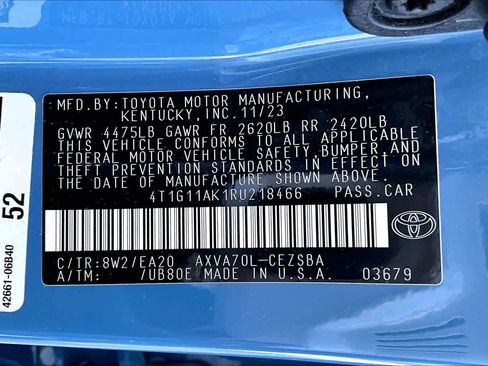 MFD.BY:TOYOTA MOTOR MANUFACTURING,
KENTUCKY,INC.11/23
GVWR 4475LB GAWR FR 2620LB RR 2420LB
THIS VEHICLE CONFORMS TO ALL APPLICABLE
FEDERAL MOTOR VEHICLE SAFETY,BUMPER,AND
THEFT PREVENTION STANDARDS IN EFFECT ON
THE DATE OF MANUFACTURE SHOWN ABOVE.
4T1G11AK1RU218466 PASS.CAR
C/TR:8W2/EA20 AXVA70L-CEZSBA
A/TM: /UB80E MADE IN U.S.A. 03679
52
42661-06B40